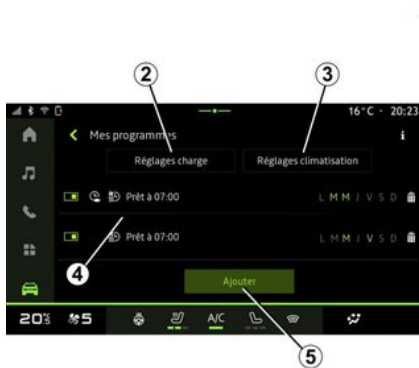 2
3
16°C · 20:23
Mes programmes
i
Réglages charge
Réglages climatisation
Prêt à 07:00
L M M J V S D
Prêt à 07:00
L M M J V S D
4
Ajouter
20.5
5
A/C
5